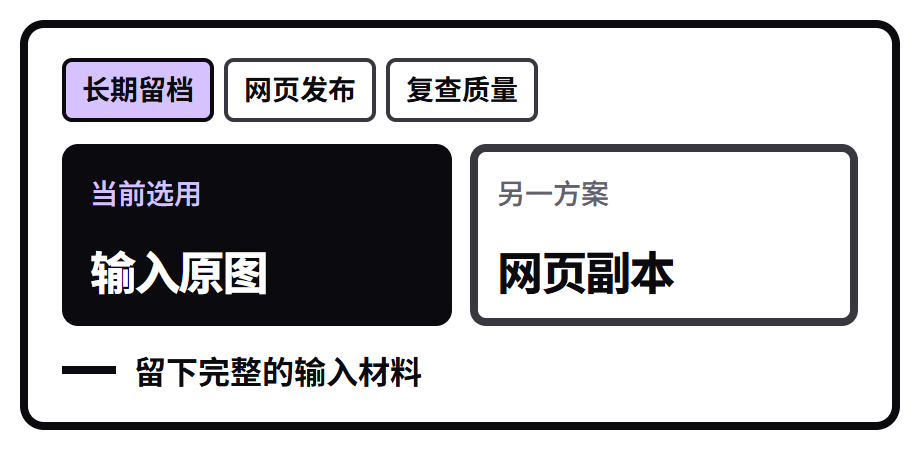 长期留档 网页发布 复查质量
当前选用
输入原图
另一方案
网页副本
留下完整的输入材料